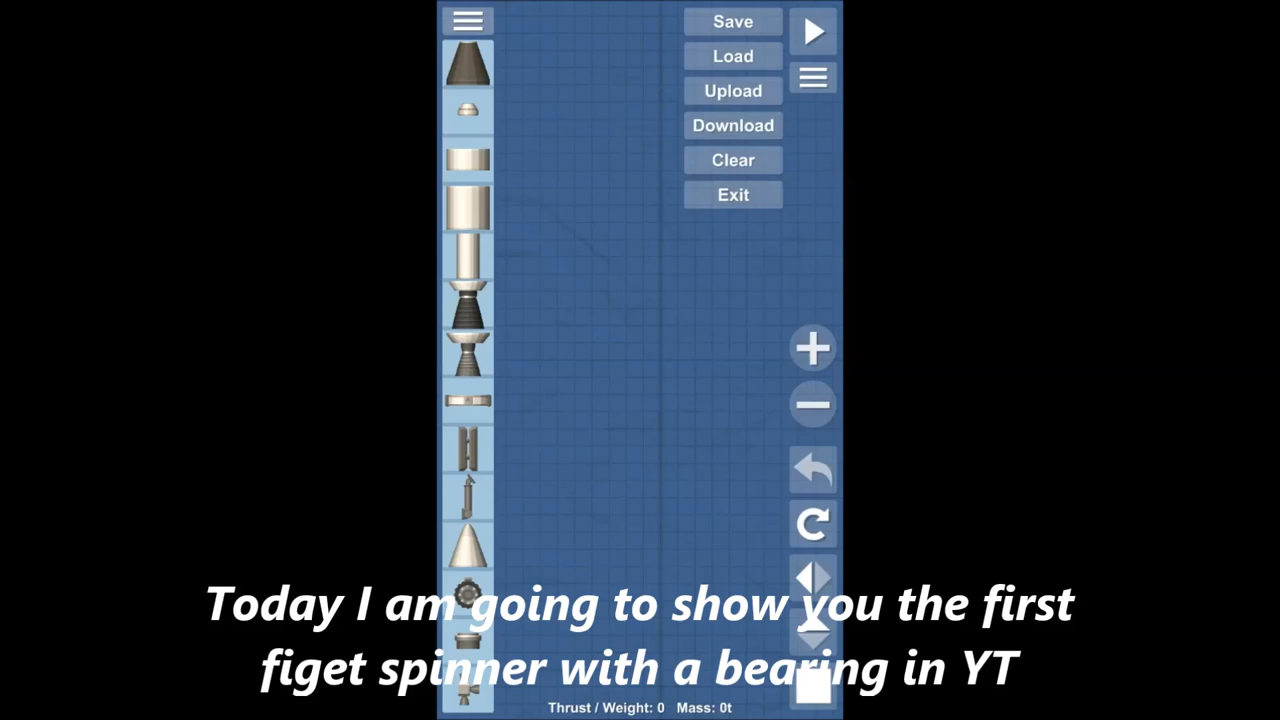 Save
Load
Upload
Download
Clear
Exit
Today I am going to show you the first
figet spinner with a bearing in YT
Thrust / Weight: 0 Mass: 0t